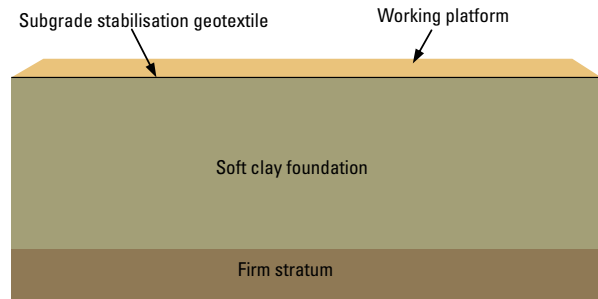 Subgrade stabilisation geotextile
Working platform
Soft clay foundation
Firm stratum